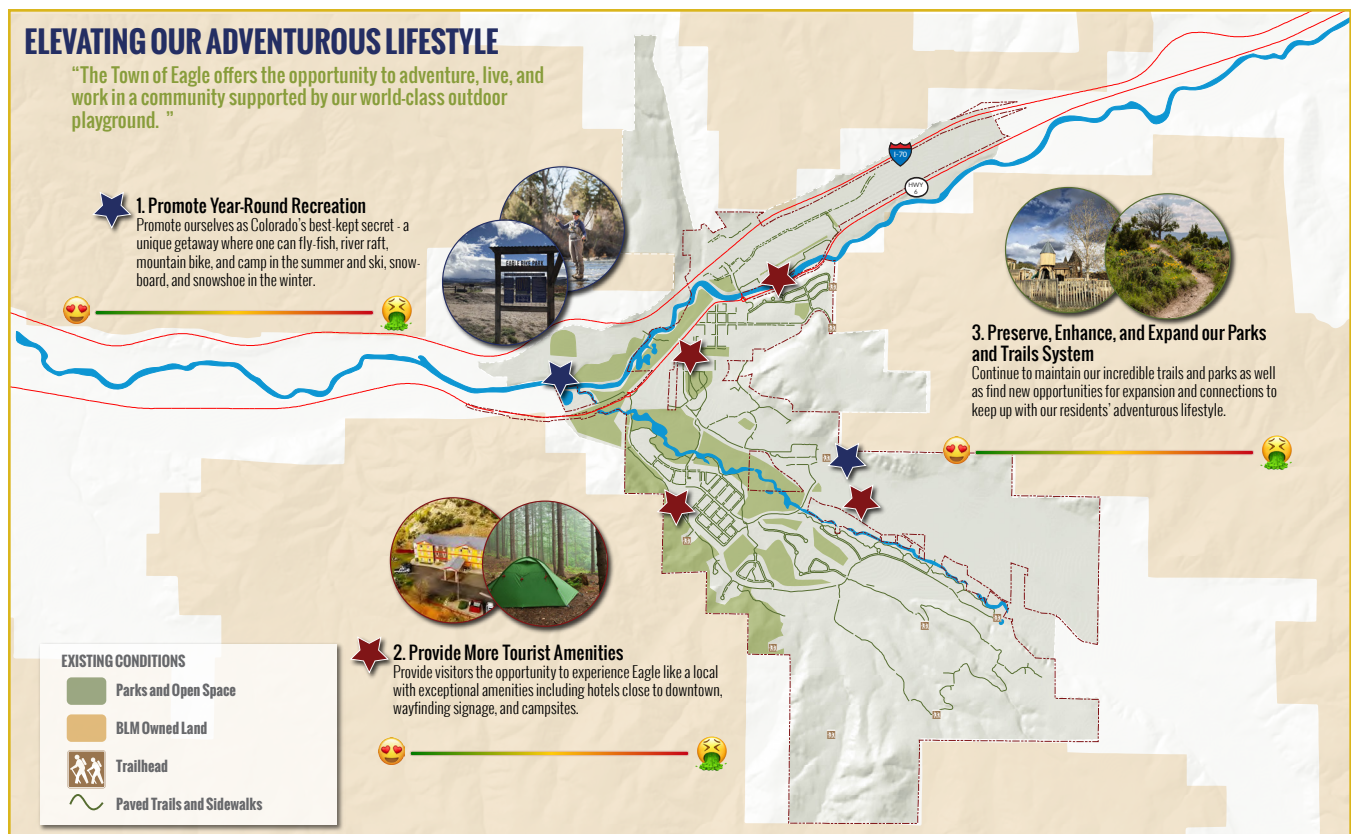 ELEVATING OUR ADVENTUROUS LIFESTYLE
“The Town of Eagle offers the opportunity to adventure, live, and
work in a community supported by our world-class outdoor
playground. ”
1. Promote Year-Round Recreation
Promote ourselves as Colorado’s best-kept secret - a
unique getaway where one can fly-fish, river raft,
mountain bike, and camp in the summer and ski, snow-
board, and snowshoe in the winter.
EAGLE BIKE PARK
I-70
HWY
6
3. Preserve, Enhance, and Expand our Parks
and Trails System
Continue to maintain our incredible trails and parks as well
as find new opportunities for expansion and connections to
keep up with our residents’ adventurous lifestyle.
2. Provide More Tourist Amenities
Provide visitors the opportunity to experience Eagle like a local
with exceptional amenities including hotels close to downtown,
wayfinding signage, and campsites.
EXISTING CONDITIONS
Parks and Open Space
BLM Owned Land
Trailhead
Paved Trails and Sidewalks